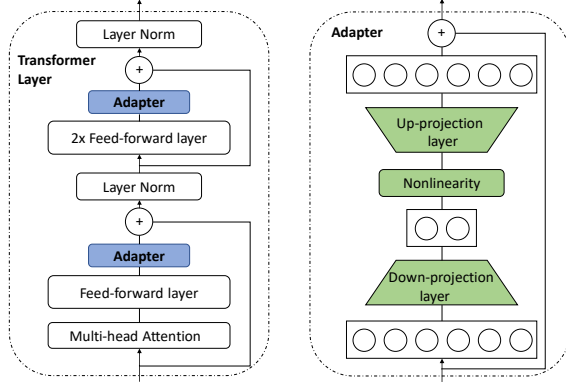 Layer Norm
Transformer
Layer
+
Adapter
2x Feed-forward layer
Layer Norm
+
Adapter
Feed-forward layer
Multi-head Attention
Adapter
+
Up-projection
layer
Nonlinearity
Down-projection
layer